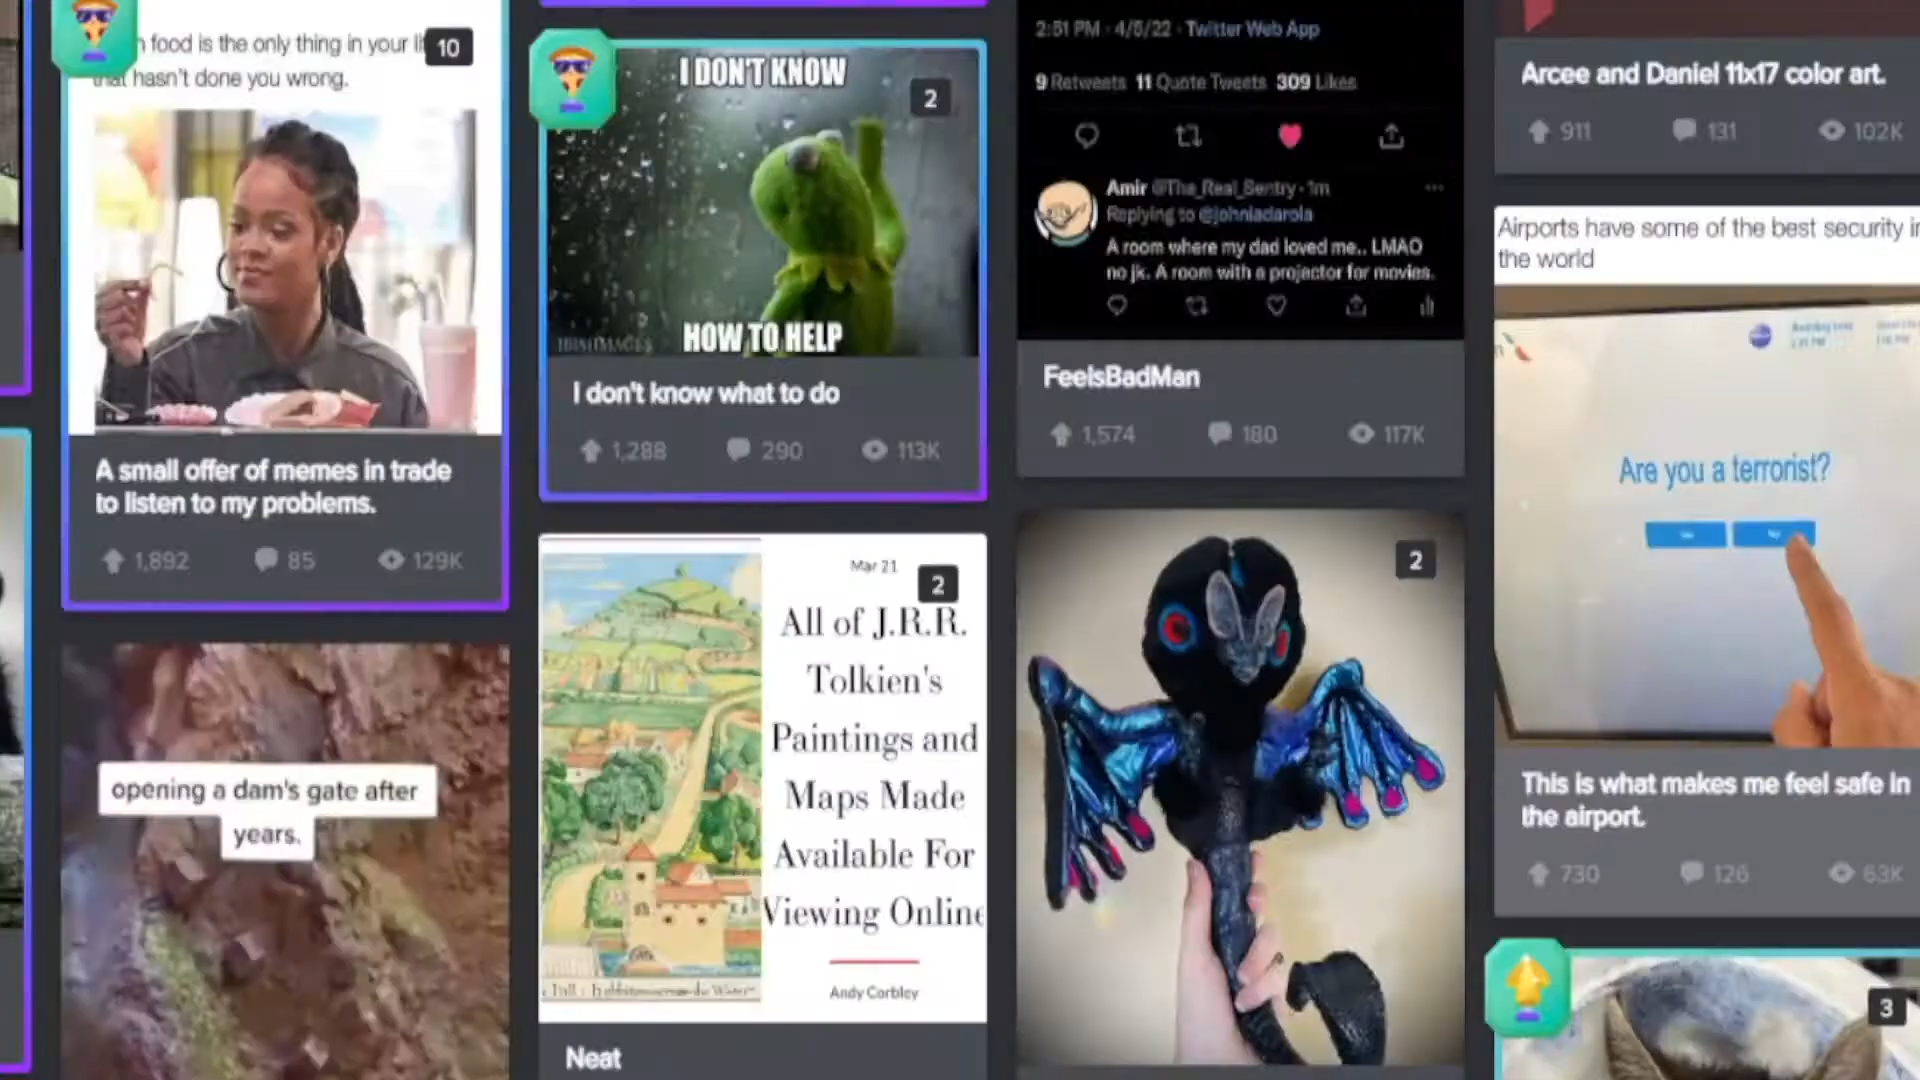 food is the only thing in your
that hasn't done you wrong.
10
A small offer of memes in trade
to listen to my problems.
1,892 85 129K
opening a dam's gate after
years.
I DON'T KNOW
2
HOW TO HELP
I don't know what to do
1,288 290 113K
Mar 21
2
All of J.R.R.
Tolkien's
Paintings and
Maps Made
Available For
Viewing Online
Andy Corbley
Neat
2:51 PM · 4/5/22 · Twitter Web App
9 Retweets 11 Quote Tweets 309 Likes
Amir @The_Real_Sentry · 1m
Replying to @johniadarola
A room where my dad loved me.. LMAO
no jk. A room with a projector for movies.
FeelsBadMan
1,574 180 117K
2
Arcee and Daniel 11x17 color art.
911 131 102K
Airports have some of the best security in
the world
Are you a terrorist?
This is what makes me feel safe in
the airport.
730 126 63K
3